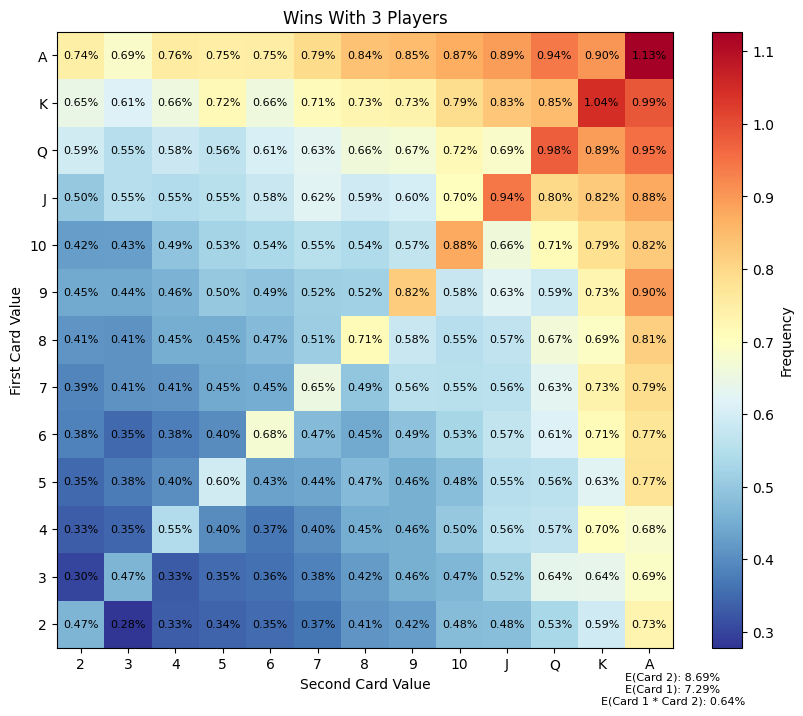 Wins With 3 Players
A 0.74% 0.69% 0.76% 0.75% 0.75% 0.79% 0.84% 0.85% 0.87% 0.89% 0.94% 0.90% 1.13%
K 0.65% 0.61% 0.66% 0.72% 0.66% 0.71% 0.73% 0.73% 0.79% 0.83% 0.85% 1.04% 0.99%
Q 0.59% 0.55% 0.58% 0.56% 0.61% 0.63% 0.66% 0.67% 0.72% 0.69% 0.98% 0.89% 0.95%
J 0.50% 0.55% 0.55% 0.55% 0.58% 0.62% 0.59% 0.60% 0.70% 0.94% 0.80% 0.82% 0.88%
10 0.42% 0.43% 0.49% 0.53% 0.54% 0.55% 0.54% 0.57% 0.88% 0.66% 0.71% 0.79% 0.82%
9 0.45% 0.44% 0.46% 0.50% 0.49% 0.52% 0.52% 0.82% 0.58% 0.63% 0.59% 0.73% 0.90%
8 0.41% 0.41% 0.45% 0.45% 0.47% 0.51% 0.71% 0.58% 0.55% 0.57% 0.67% 0.69% 0.81%
7 0.39% 0.41% 0.41% 0.45% 0.45% 0.65% 0.49% 0.56% 0.55% 0.56% 0.63% 0.73% 0.79%
6 0.38% 0.35% 0.38% 0.40% 0.68% 0.47% 0.45% 0.49% 0.53% 0.57% 0.61% 0.71% 0.77%
5 0.35% 0.38% 0.40% 0.60% 0.43% 0.44% 0.47% 0.46% 0.48% 0.55% 0.56% 0.63% 0.77%
4 0.33% 0.35% 0.55% 0.40% 0.37% 0.40% 0.45% 0.46% 0.50% 0.56% 0.57% 0.70% 0.68%
3 0.30% 0.47% 0.33% 0.35% 0.36% 0.38% 0.42% 0.46% 0.47% 0.52% 0.64% 0.64% 0.69%
2 0.47% 0.28% 0.33% 0.34% 0.35% 0.37% 0.41% 0.42% 0.48% 0.48% 0.53% 0.59% 0.73%
2 3 4 5 6 7 8 9 10 J Q K A
First Card Value
Second Card Value
1.1
1.0
0.9
0.8
0.7
0.6
0.5
0.4
0.3
Frequency
E(Card 2): 8.69%
E(Card 1): 7.29%
E(Card 1 * Card 2): 0.64%